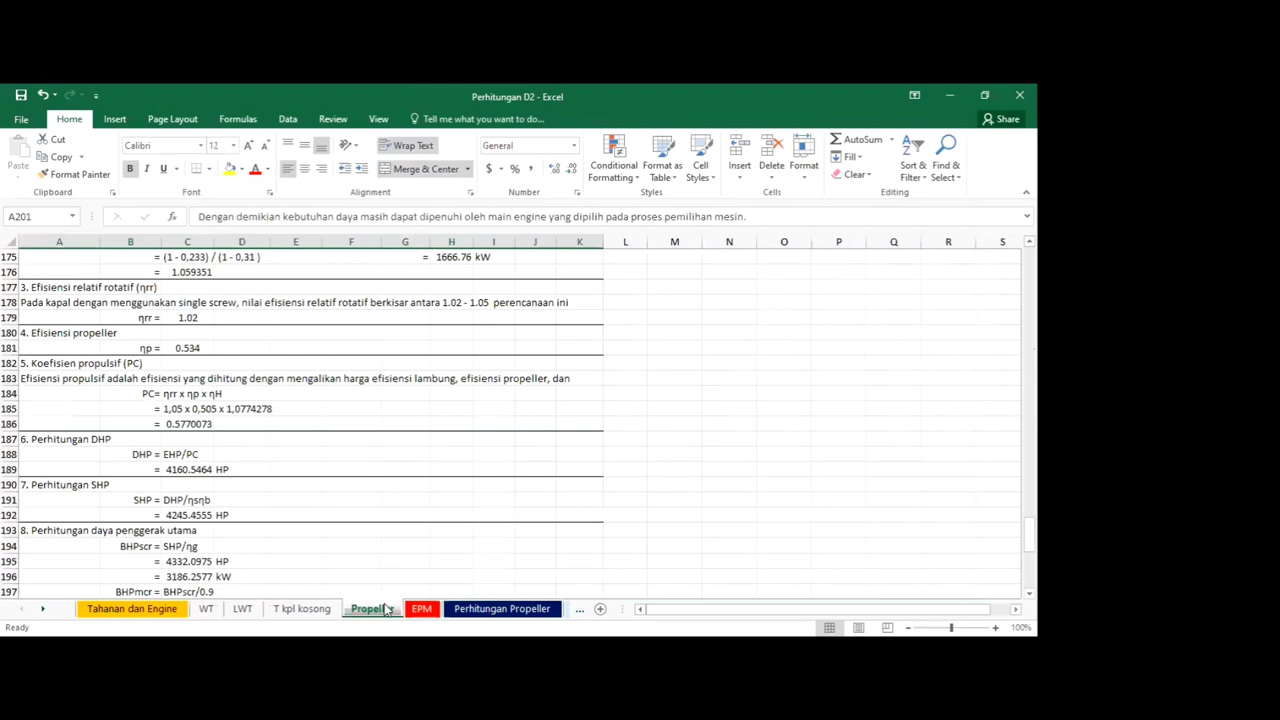 Perhitungan D2 - Excel
File Home Insert Page Layout Formulas Data Review View Tell me what you want to do... Share
Paste Cut Copy Format Painter Clipboard
Calibri 12 B I U A Font
Wrap Text Merge & Center Alignment
General $ % , Number
Conditional Formatting Format as Table Cell Styles Styles
Insert Delete Format Cells
AutoSum Fill Clear Sort & Filter Find & Select Editing
A201 fx Dengan demikian kebutuhan daya masih dapat dipenuhi oleh main engine yang dipilih pada proses pemilihan mesin.
A B C D E F G H I J K L M N O P Q R S
175 = (1 - 0,233) / (1 - 0,31 ) = 1666.76 kW
176 = 1.059351
177 3. Efisiensi relatif rotatif (ηrr)
178 Pada kapal dengan menggunakan single screw, nilai efisiensi relatif rotatif berkisar antara 1.02 - 1.05 perencanaan ini
179 ηrr = 1.02
180 4. Efisiensi propeller
181 ηp = 0.534
182 5. Koefisien propulsif (PC)
183 Efisiensi propulsif adalah efisiensi yang dihitung dengan mengalikan harga efisiensi lambung, efisiensi propeller, dan
184 PC= ηrr x ηp x ηH
185 = 1,05 x 0,505 x 1,0774278
186 = 0.5770073
187 6. Perhitungan DHP
188 DHP = EHP/PC
189 = 4160.5464 HP
190 7. Perhitungan SHP
191 SHP = DHP/ηsηb
192 = 4245.4555 HP
193 8. Perhitungan daya penggerak utama
194 BHPscr = SHP/ηg
195 = 4332.0975 HP
196 = 3186.2577 kW
197 BHPmcr = BHPscr/0.9
Tahanan dan Engine WT LWT T kpl kosong Propeller EPM Perhitungan Propeller ...
Ready 100%